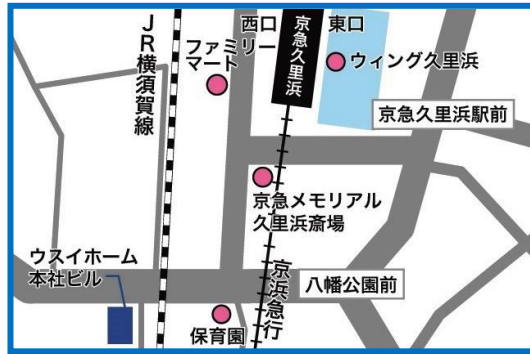 西口
東口
ファミリー
マート
京急久里浜
ウィング久里浜
JR横須賀線
京急久里浜駅前
京急メモリアル
久里浜斎場
ウスイホーム
本社ビル
京浜急行
八幡公園前
保育園